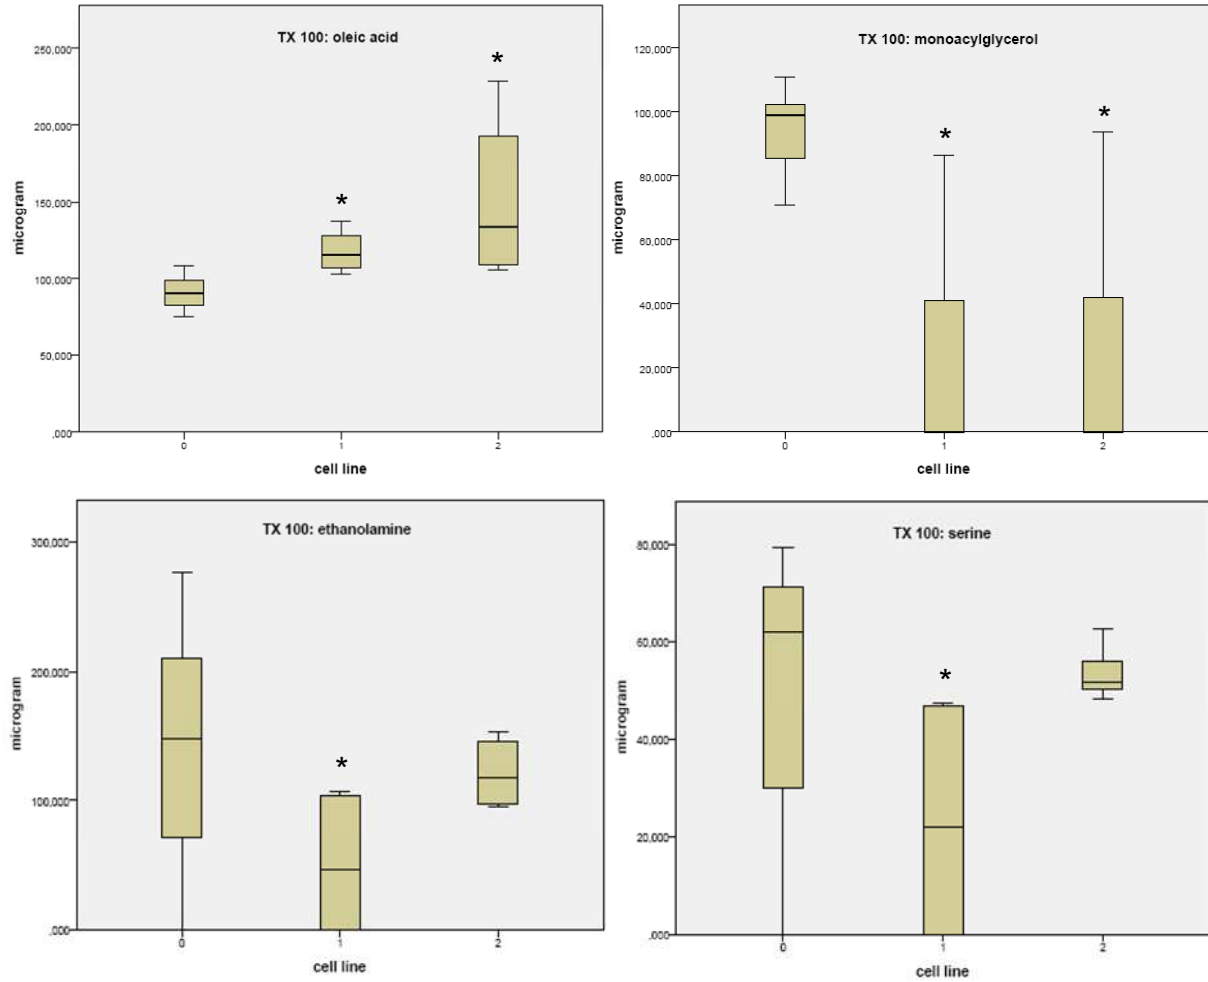 TX 100: oleic acid
*
*
250,000
200,000
150,000
100,000
50,000
,000
microgram
0 1 2
cell line
TX 100: monoacylglycerol
*
*
120,000
100,000
80,000
60,000
40,000
20,000
,000
microgram
0 1 2
cell line
TX 100: ethanolamine
*
300,000
200,000
100,000
,000
microgram
0 1 2
cell line
TX 100: serine
*
80,000
60,000
40,000
20,000
,000
microgram
0 1 2
cell line